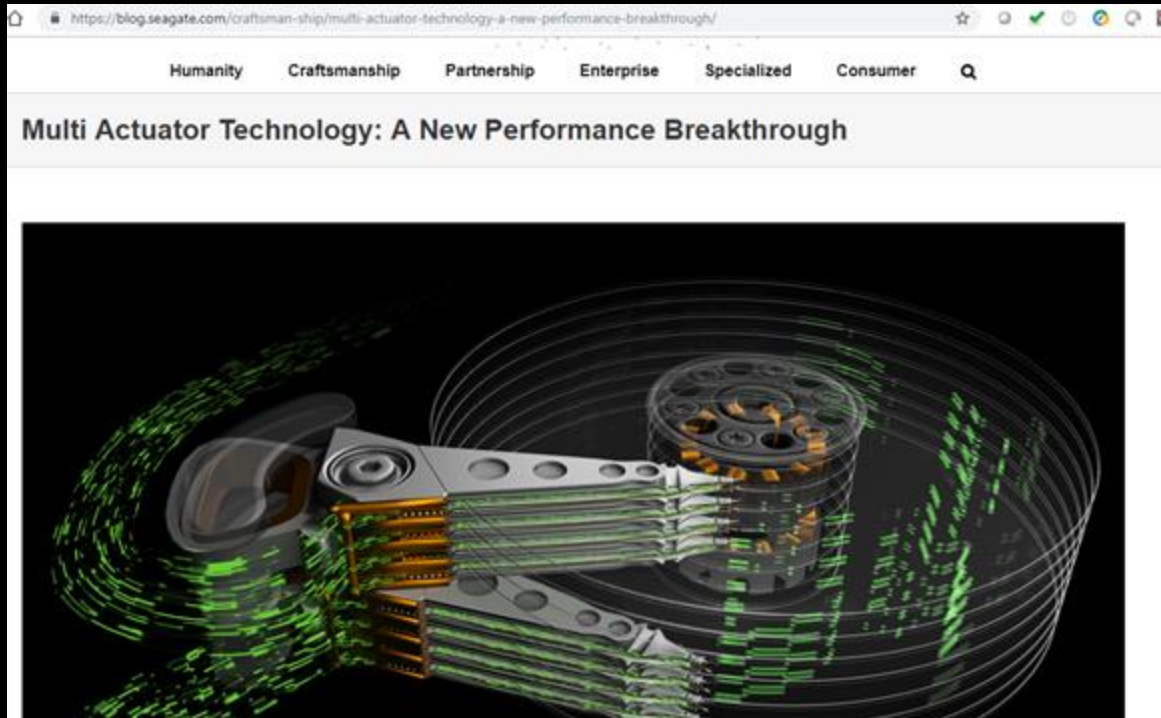 https://blog.seagate.com/craftsman-ship/multi-actuator-technology-a-new-performance-breakthrough/
Humanity Craftsmanship Partnership Enterprise Specialized Consumer
Multi Actuator Technology: A New Performance Breakthrough